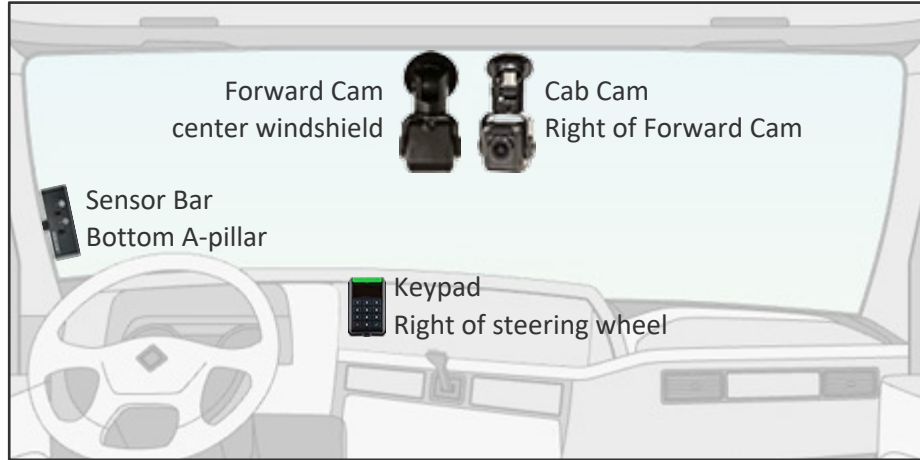 Forward Cam
center windshield
Cab Cam
Right of Forward Cam
Sensor Bar
Bottom A-pillar
Keypad
Right of steering wheel